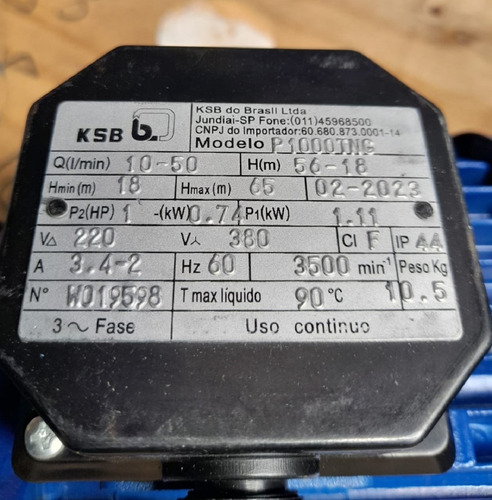 KSB b.
KSB do Brasil Ltda
Jundiai-SP Fone:(011)45968500
CNPJ do Importador:60.680.873.0001-14
Modelo P1000TNG
Q(l/min) 10-50 H(m) 56-18
Hmin(m) 18 Hmax(m) 65 02-2023
P2(HP) 1 -(kW)0.74 P1(kW) 1.11
V△ 220 V⅄ 380 Cl F IP 44
A 3.4-2 Hz 60 3500 min⁻¹ Peso Kg
Nº W019598 T max líquido 90 °C 10.5
3 ∿ Fase Uso continuo